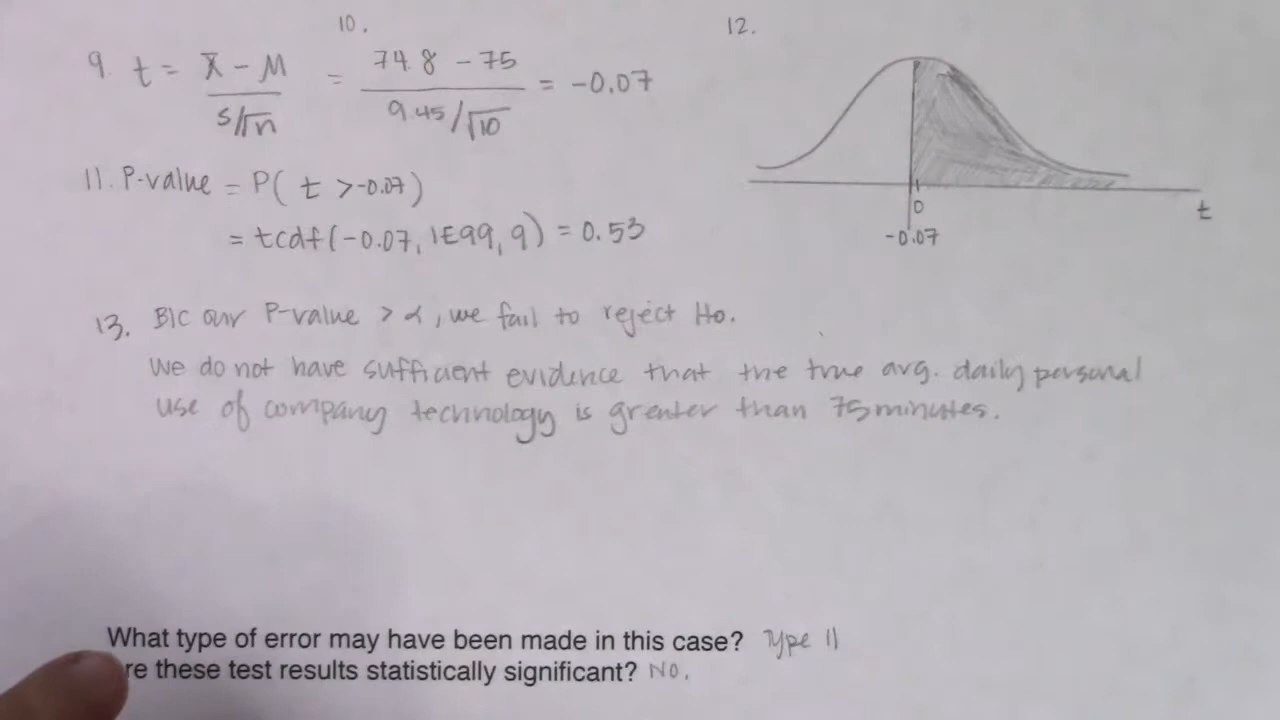 10.
12.
9. t = x̄ - M / s/√n = 74.8 - 75 / 9.45/√10 = -0.07
11. P-value = P( t > -0.07)
= tcdf(-0.07, 1E99, 9) = 0.53
0
t
-0.07
13. B/C our P-value > α, we fail to reject Ho.
We do not have sufficient evidence that the true avg. daily personal
use of company technology is greater than 75 minutes.
What type of error may have been made in this case? Type II
re these test results statistically significant? No.